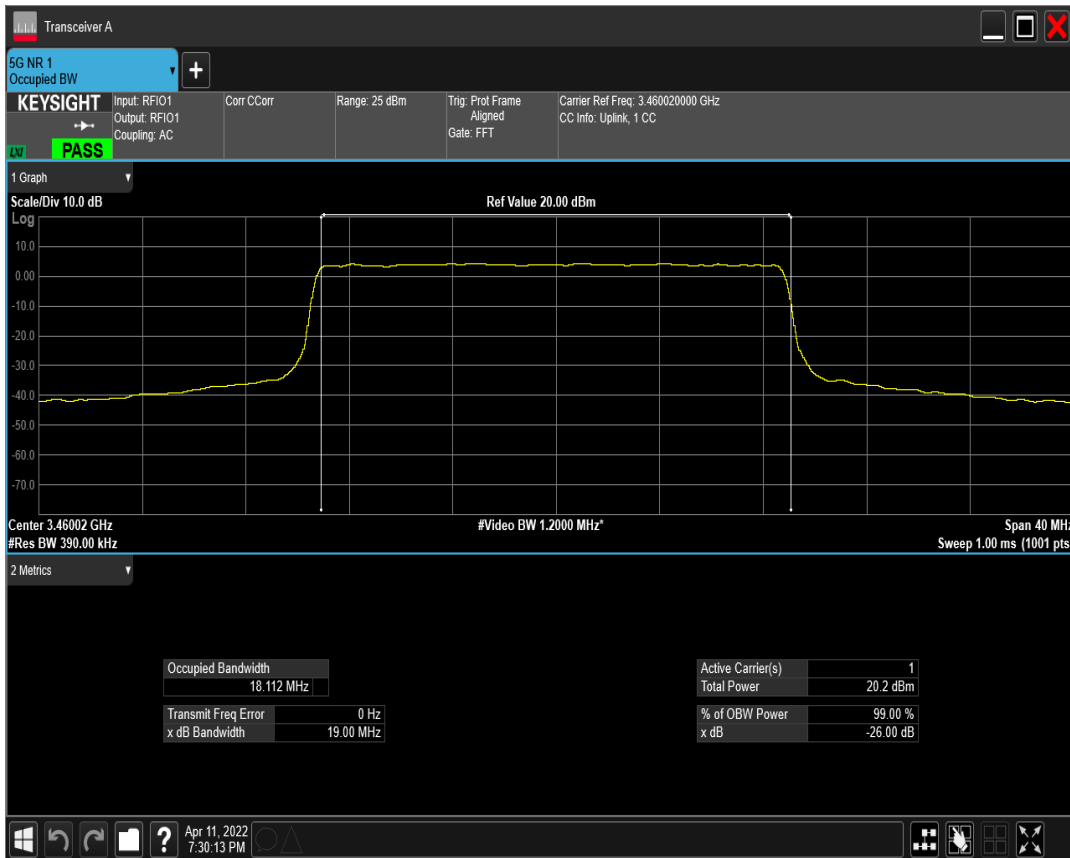 Transceiver A
5G NR 1
Occupied BW
+
KEYSIGHT
Input: RFIO1
Output: RFIO1
Coupling: AC
Corr CCorr
Range: 25 dBm
Trig: Prot Frame
Aligned
Gate: FFT
Carrier Ref Freq: 3.460020000 GHz
CC Info: Uplink, 1 CC
LXI
PASS
1 Graph
Scale/Div 10.0 dB
Ref Value 20.00 dBm
Log
10.0
0.00
-10.0
-20.0
-30.0
-40.0
-50.0
-60.0
-70.0
Center 3.46002 GHz
#Video BW 1.2000 MHz*
Span 40 MHz
#Res BW 390.00 kHz
Sweep 1.00 ms (1001 pts
2 Metrics
Occupied Bandwidth
18.112 MHz
Transmit Freq Error 0 Hz
x dB Bandwidth 19.00 MHz
Active Carrier(s) 1
Total Power 20.2 dBm
% of OBW Power 99.00 %
x dB -26.00 dB
?
Apr 11, 2022
7:30:13 PM